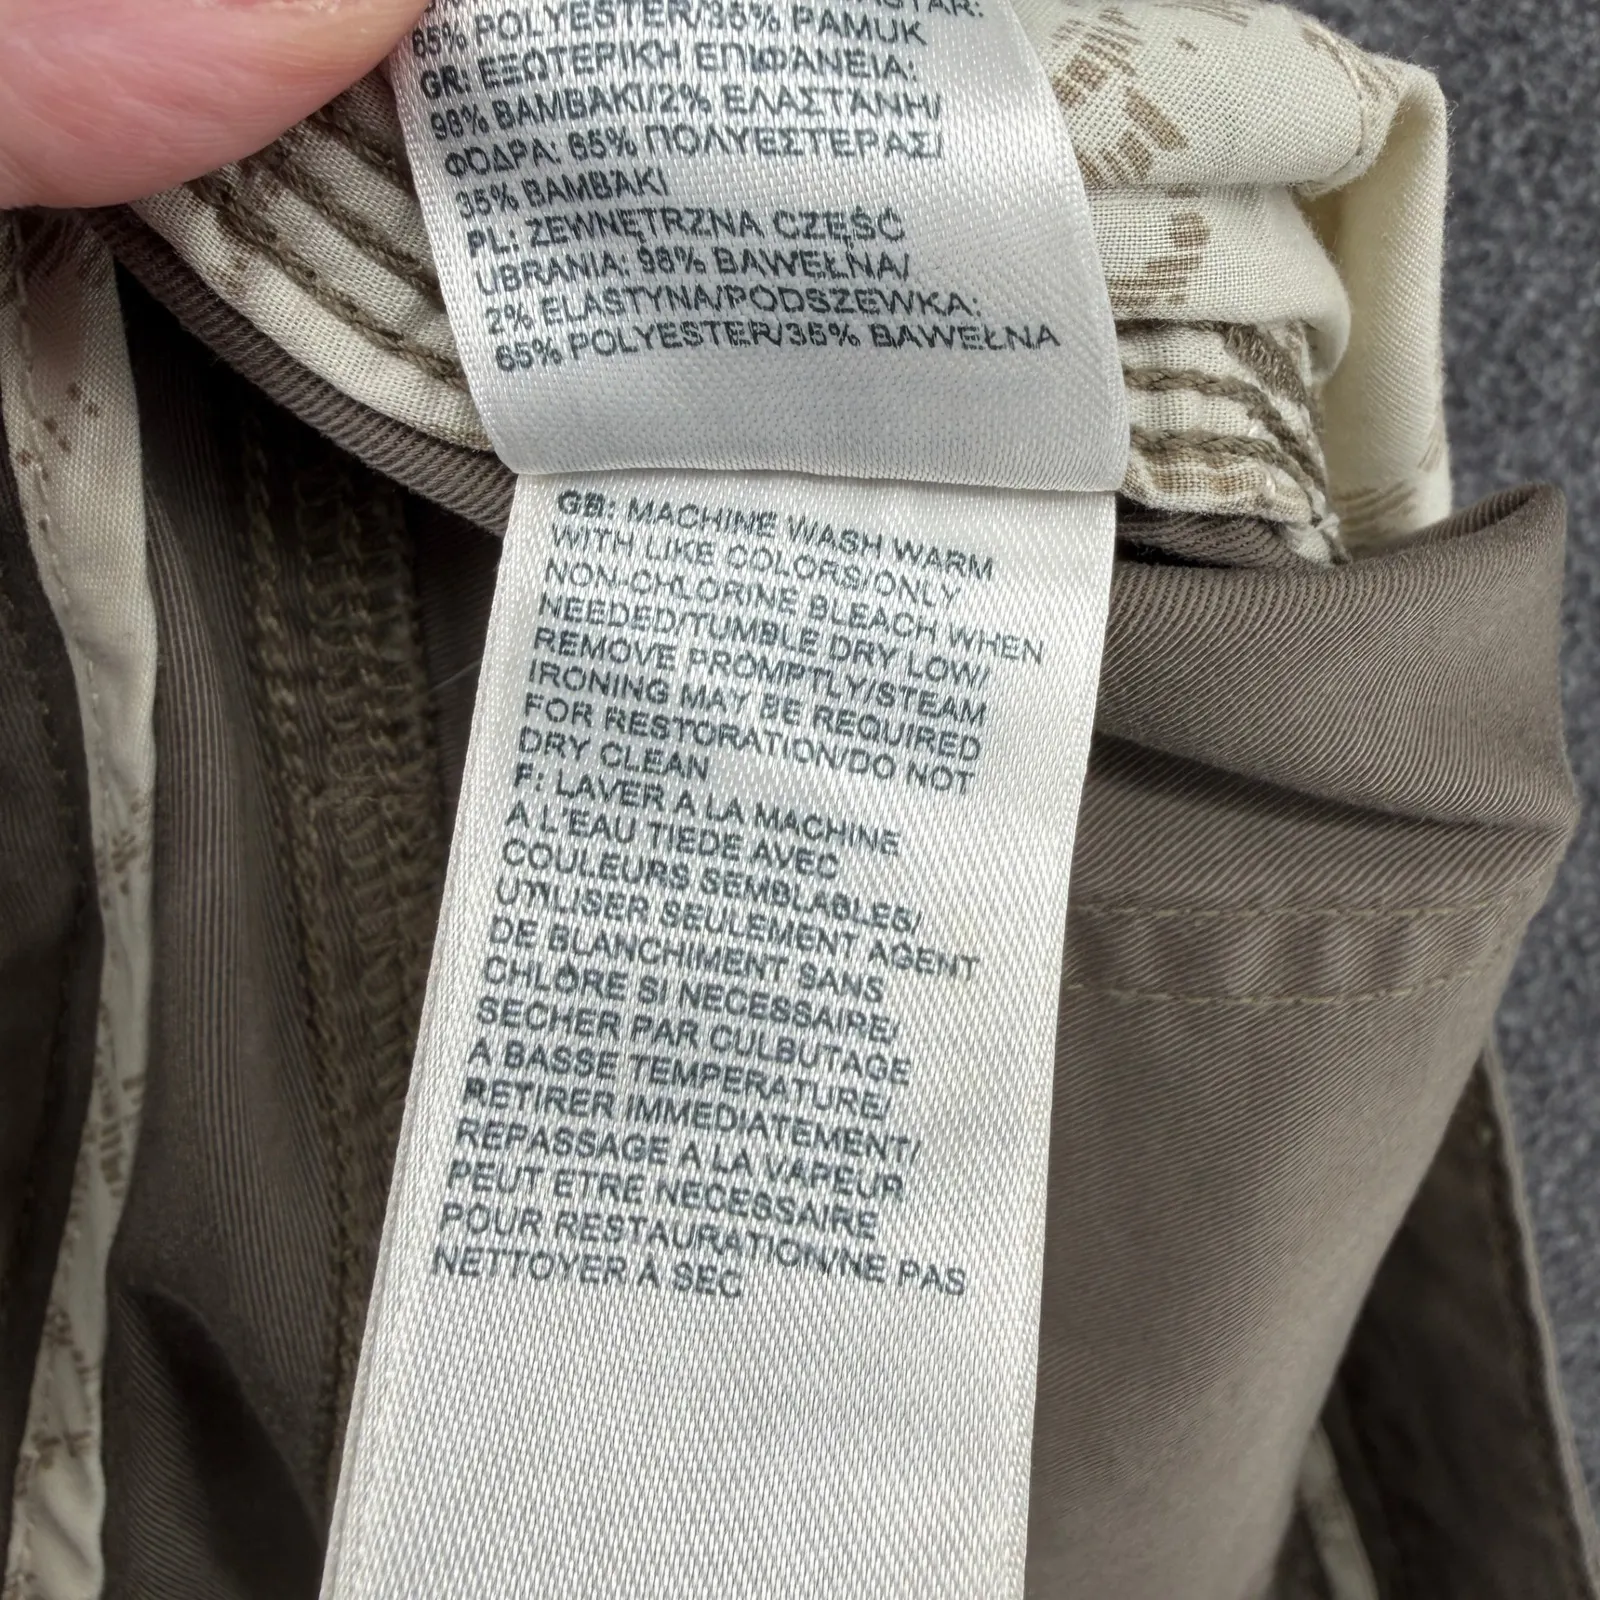 65% POLYESTER/35% PAMUK
GR: ΕΞΩΤΕΡΙΚΗ ΕΠΙΦΑΝΕΙΑ:
98% ΒΑΜΒΑΚΙ/2% ΕΛΑΣΤΑΝΗ/
ΦΟΔΡΑ: 65% ΠΟΛΥΕΣΤΕΡΑΣ/
35% ΒΑΜΒΑΚΙ
PL: ZEWNĘTRZNA CZĘŚĆ
UBRANIA: 98% BAWEŁNA/
2% ELASTYNA/PODSZEWKA:
65% POLYESTER/35% BAWEŁNA
GB: MACHINE WASH WARM
WITH LIKE COLORS/ONLY
NON-CHLORINE BLEACH WHEN
NEEDED/TUMBLE DRY LOW/
REMOVE PROMPTLY/STEAM
IRONING MAY BE REQUIRED
FOR RESTORATION/DO NOT
DRY CLEAN
F: LAVER A LA MACHINE
A L'EAU TIEDE AVEC
COULEURS SEMBLABLES/
UTILISER SEULEMENT AGENT
DE BLANCHIMENT SANS
CHLORE SI NECESSAIRE/
SECHER PAR CULBUTAGE
A BASSE TEMPERATURE/
RETIRER IMMEDIATEMENT/
REPASSAGE A LA VAPEUR
PEUT ETRE NECESSAIRE
POUR RESTAURATION/NE PAS
NETTOYER A SEC